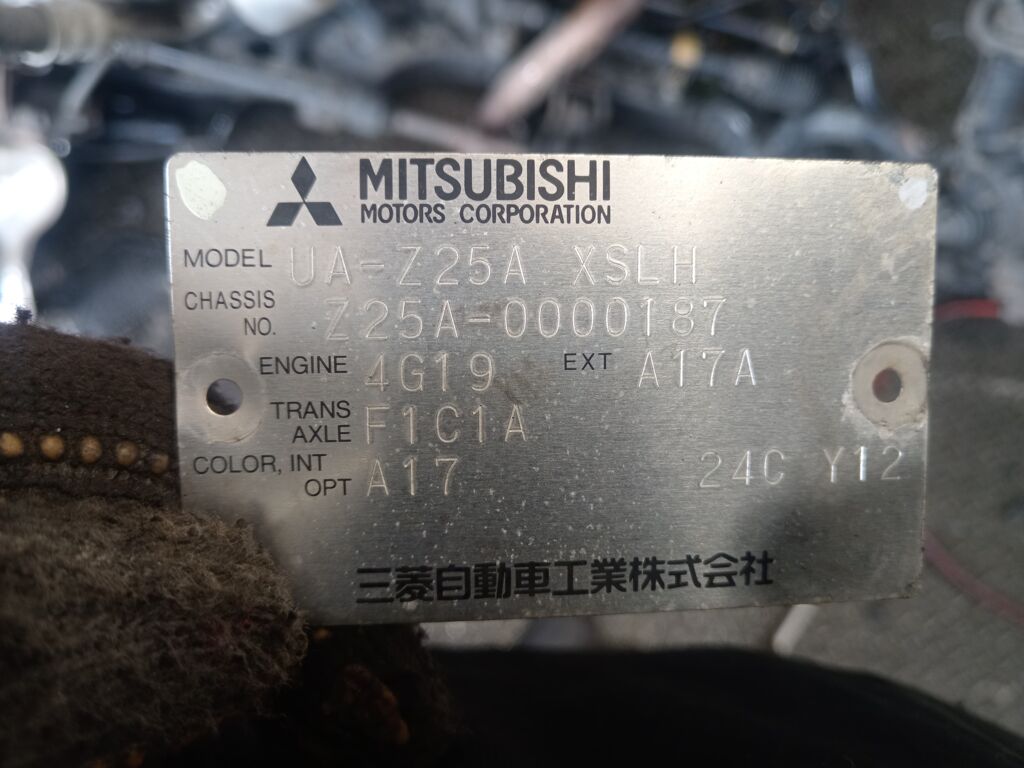 MITSUBISHI
MOTORS CORPORATION
MODEL UA-Z25A XSLH
CHASSIS NO. Z25A-0000187
ENGINE 4G19 EXT A17A
TRANS AXLE F1C1A
COLOR, INT OPT A17 24C Y12
三菱自動車工業株式会社